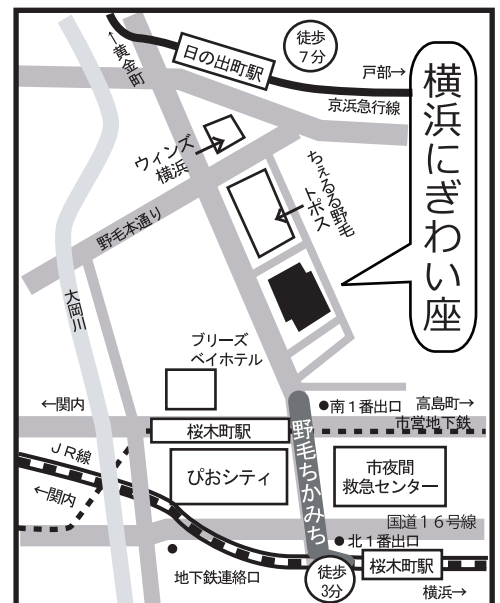 ←黄金町
日の出町駅
徒歩
7分
戸部→
京浜急行線
横浜にぎわい座
ウィンズ
横浜
ちぇるる野毛
トポス
野毛本通り
大岡川
ブリーズ
ベイホテル
←関内
●南1番出口
高島町→
市営地下鉄
桜木町駅
野毛ちかみち
JR線
←関内
ぴおシティ
市夜間
救急センター
国道16号線
●北1番出口
地下鉄連絡口
徒歩
3分
桜木町駅
横浜→